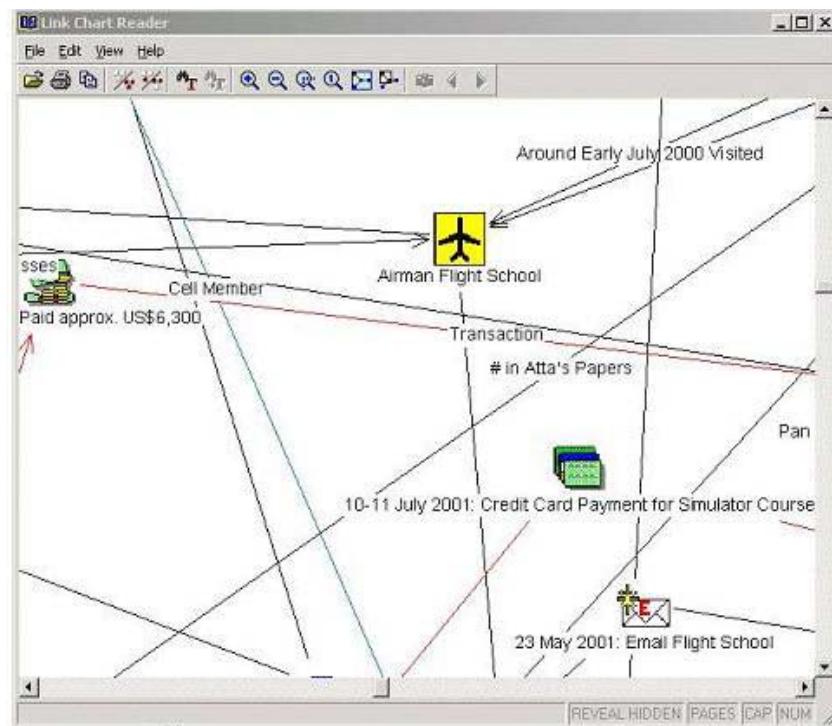 Link Chart Reader
File Edit View Help
Around Early July 2000 Visited
Airman Flight School
sses
Cell Member
Paid approx. US$6,300
Transaction
# in Atta's Papers
Pan
10-11 July 2001: Credit Card Payment for Simulator Course
E
23 May 2001: Email Flight School
REVEAL HIDDEN PAGES CAP NUM